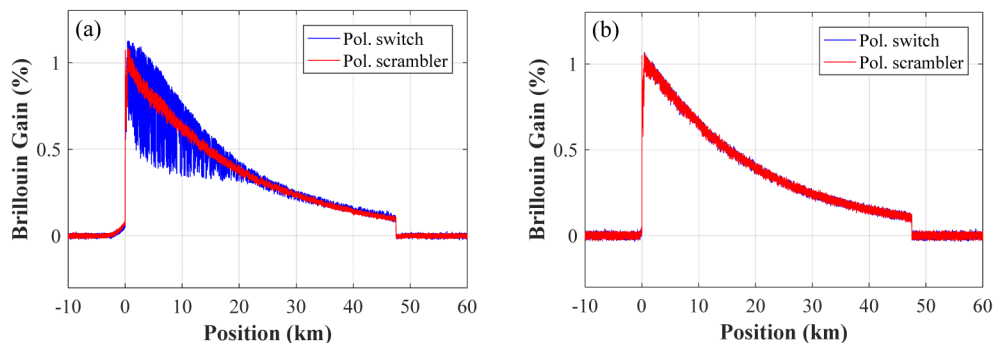 (a)
Pol. switch
Pol. scrambler
Brillouin Gain (%)
1
0.5
0
-10 0 10 20 30 40 50 60
Position (km)
(b)
Pol. switch
Pol. scrambler
Brillouin Gain (%)
1
0.5
0
-10 0 10 20 30 40 50 60
Position (km)